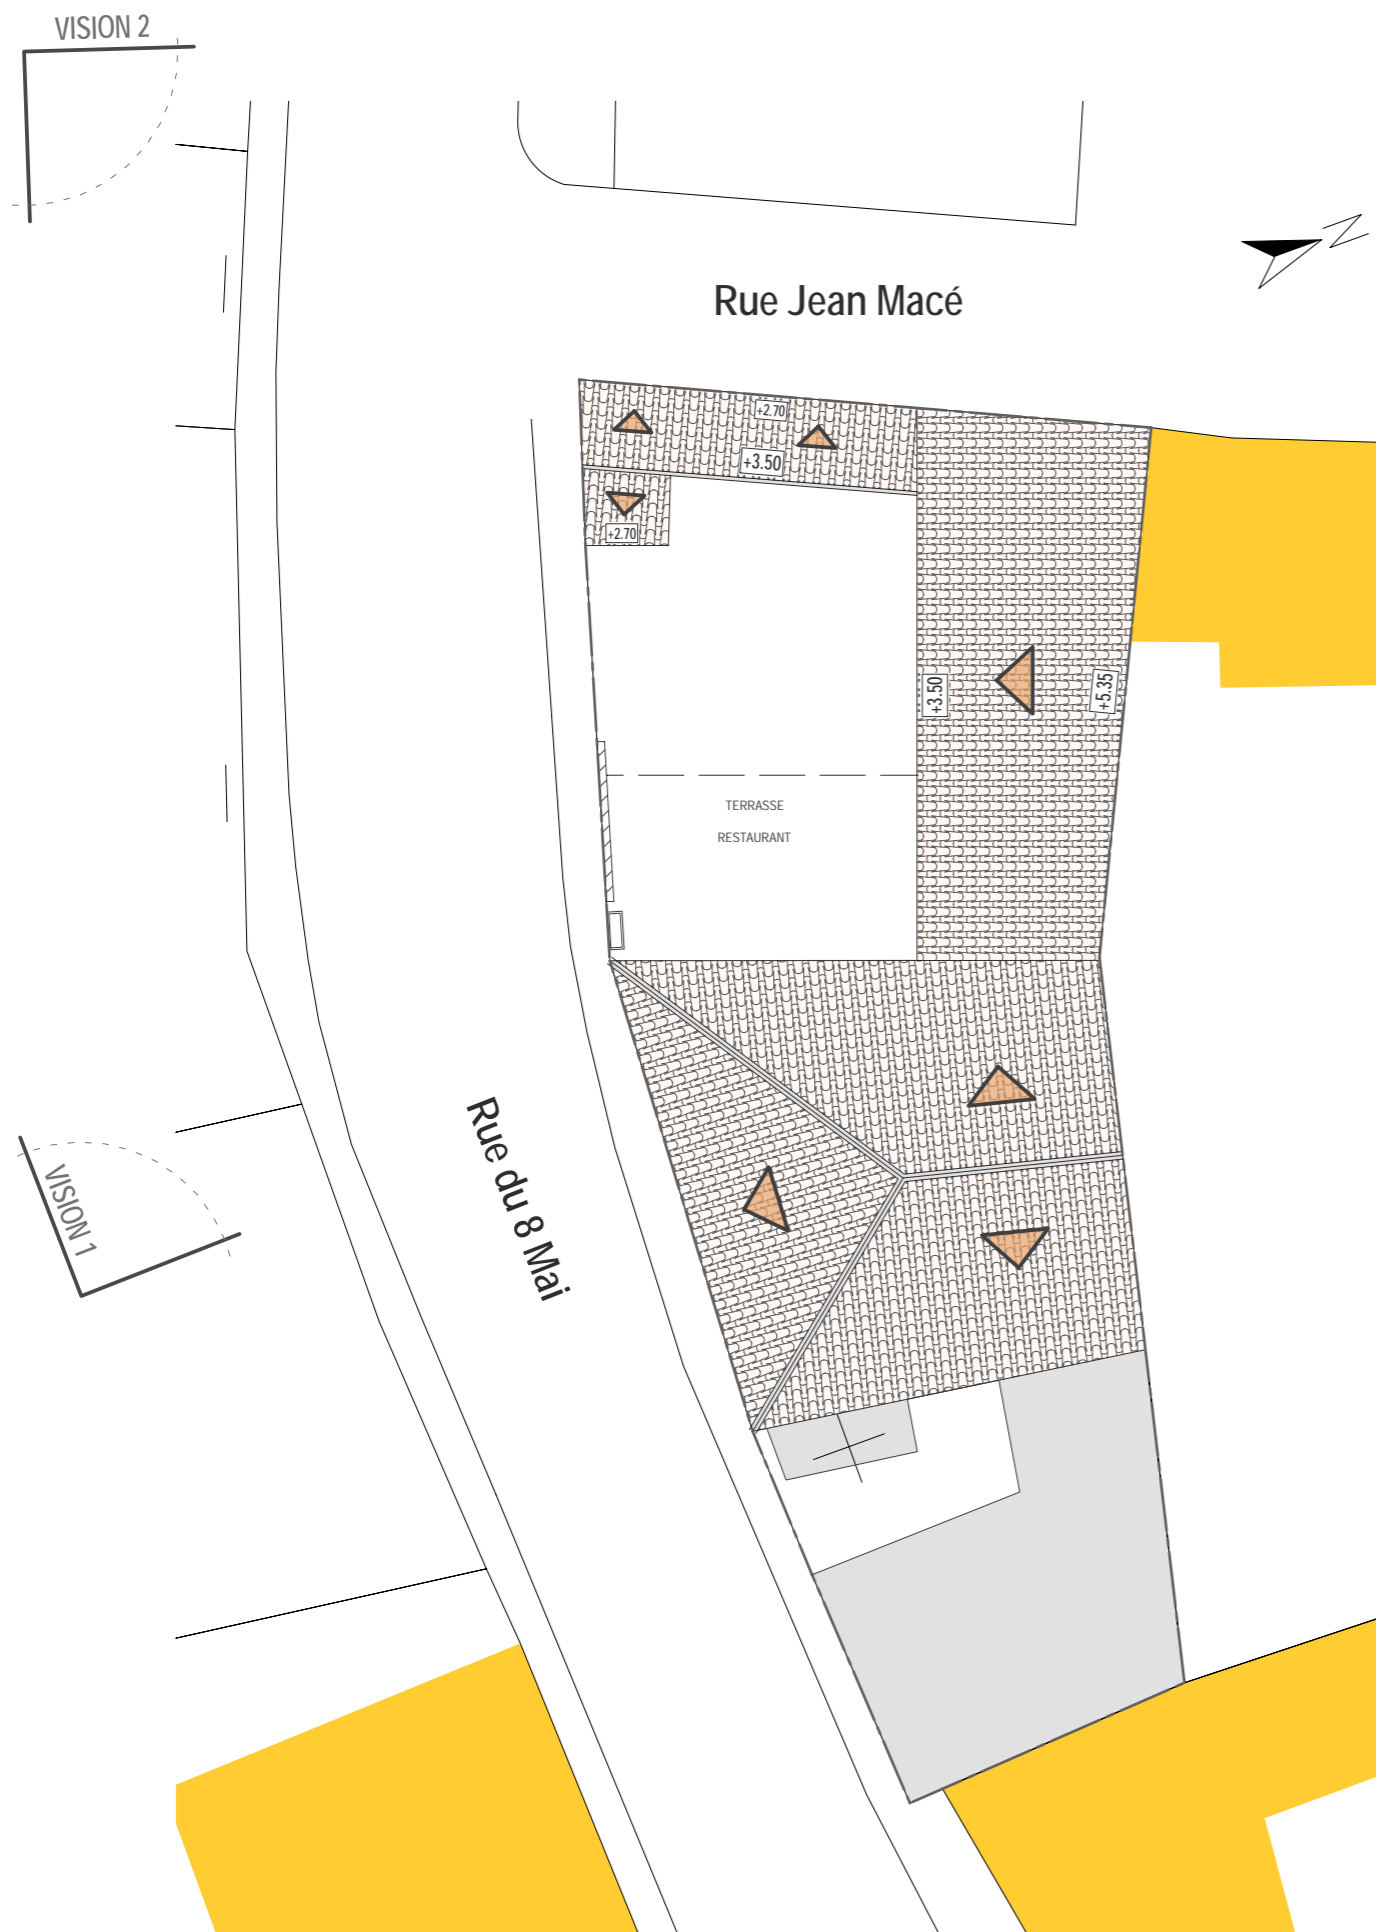 VISION 2
N
Rue Jean Macé
+2.70
+3.50
+2.70
+3.50
+5.35
TERRASSE
RESTAURANT
Rue du 8 Mai
VISION 1